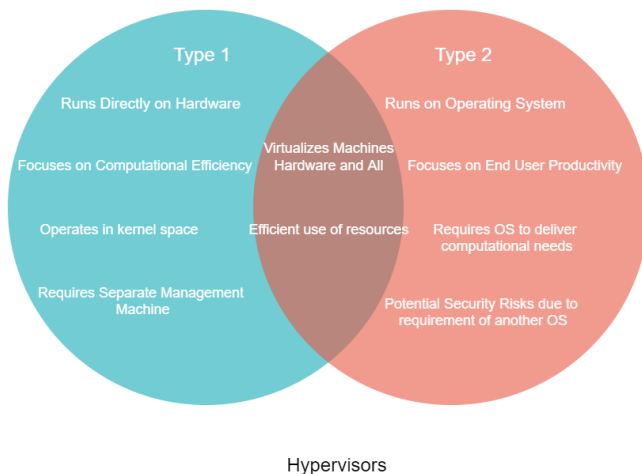 Type 1
Runs Directly on Hardware
Focuses on Computational Efficiency
Operates in kernel space
Requires Separate Management
Machine
Virtualizes Machines
Hardware and All
Efficient use of resources
Type 2
Runs on Operating System
Focuses on End User Productivity
Requires OS to deliver
computational needs
Potential Security Risks due to
requirement of another OS
Hypervisors